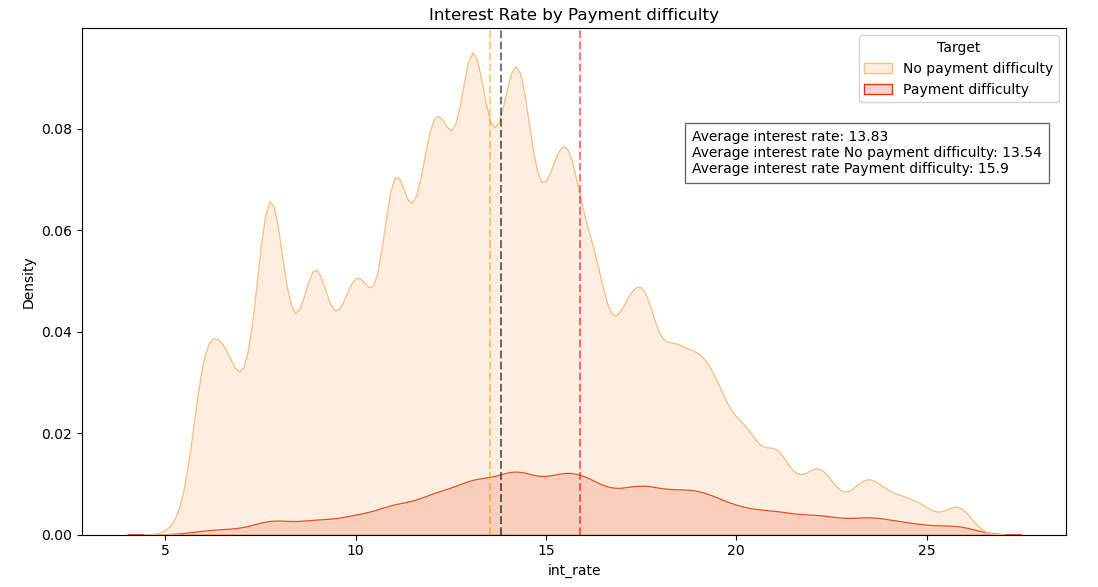 Interest Rate by Payment difficulty
Target
No payment difficulty
Payment difficulty
Average interest rate: 13.83
Average interest rate No payment difficulty: 13.54
Average interest rate Payment difficulty: 15.9
Density
0.08
0.06
0.04
0.02
0.00
5 10 15 20 25
int_rate